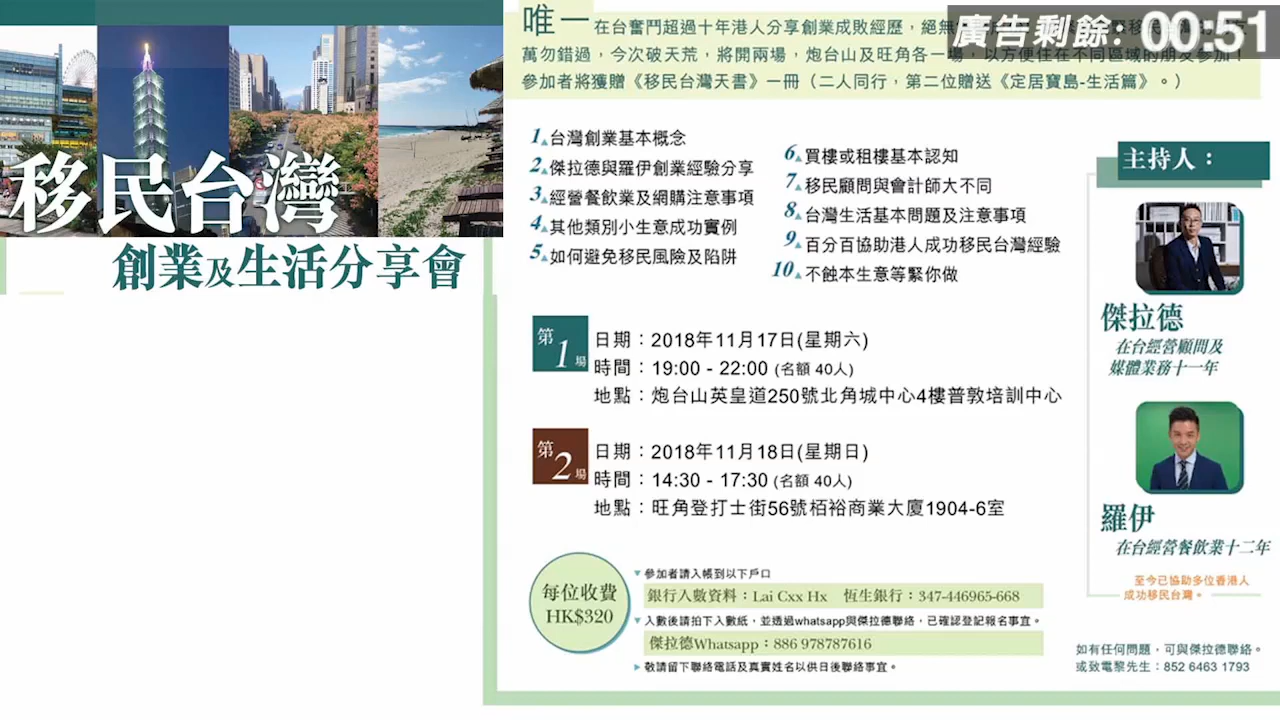 移民台灣
創業及生活分享會
廣告剩餘: 00:51
唯一在台奮鬥超過十年港人分享創業成敗經歷，絕無
萬勿錯過，今次破天荒，將開兩場，炮台山及旺角各一場，以方便住在不同區域的朋友參加！
參加者將獲贈《移民台灣天書》一冊（二人同行，第二位贈送《定居寶島-生活篇》。）
1. 台灣創業基本概念
2. 傑拉德與羅伊創業經驗分享
3. 經營餐飲業及網購注意事項
4. 其他類別小生意成功實例
5. 如何避免移民風險及陷阱
6. 買樓或租樓基本認知
7. 移民顧問與會計師大不同
8. 台灣生活基本問題及注意事項
9. 百分百協助港人成功移民台灣經驗
10. 不蝕本生意等緊你做
第1場
日期：2018年11月17日(星期六)
時間：19:00 - 22:00 (名額 40人)
地點：炮台山英皇道250號北角城中心4樓普敦培訓中心
第2場
日期：2018年11月18日(星期日)
時間：14:30 - 17:30 (名額 40人)
地點：旺角登打士街56號栢裕商業大廈1904-6室
每位收費
HK$320
參加者請入帳到以下戶口
銀行入數資料：Lai Cxx Hx 恆生銀行：347-446965-668
入數後請拍下入數紙，並透過whatsapp與傑拉德聯絡，已確認登記報名事宜。
傑拉德Whatsapp：886 978787616
敬請留下聯絡電話及真實姓名以供日後聯絡事宜。
主持人：
傑拉德
在台經營顧問及
媒體業務十一年
羅伊
在台經營餐飲業十二年
至今已協助多位香港人
成功移民台灣。
如有任何問題，可與傑拉德聯絡。
或致電黎先生：852 6463 1793